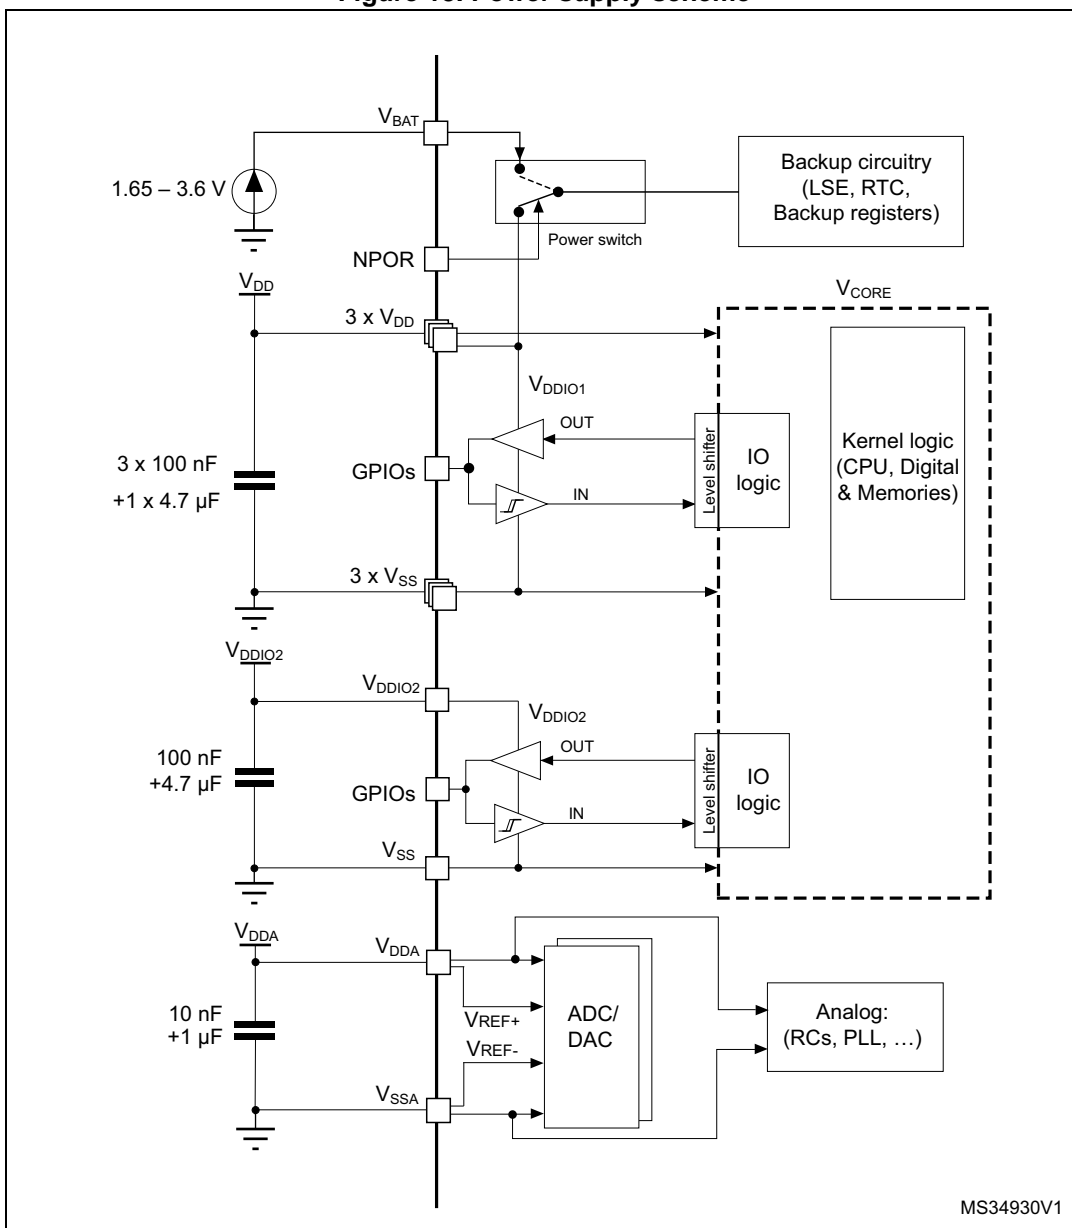 Figure 13. Power supply scheme
VBAT
1.65 – 3.6 V
Backup circuitry
(LSE, RTC,
Backup registers)
Power switch
NPOR
VDD
VCORE
3 x VDD
VDDIO1
OUT
3 x 100 nF
+1 x 4.7 µF
GPIOs
IN
Level shifter
IO
logic
Kernel logic
(CPU, Digital
& Memories)
3 x VSS
VDDIO2
VDDIO2
VDDIO2
OUT
100 nF
+4.7 µF
GPIOs
IN
Level shifter
IO
logic
VSS
VDDA
VDDA
10 nF
+1 µF
VREF+
VREF-
ADC/
DAC
Analog:
(RCs, PLL, …)
VSSA
MS34930V1